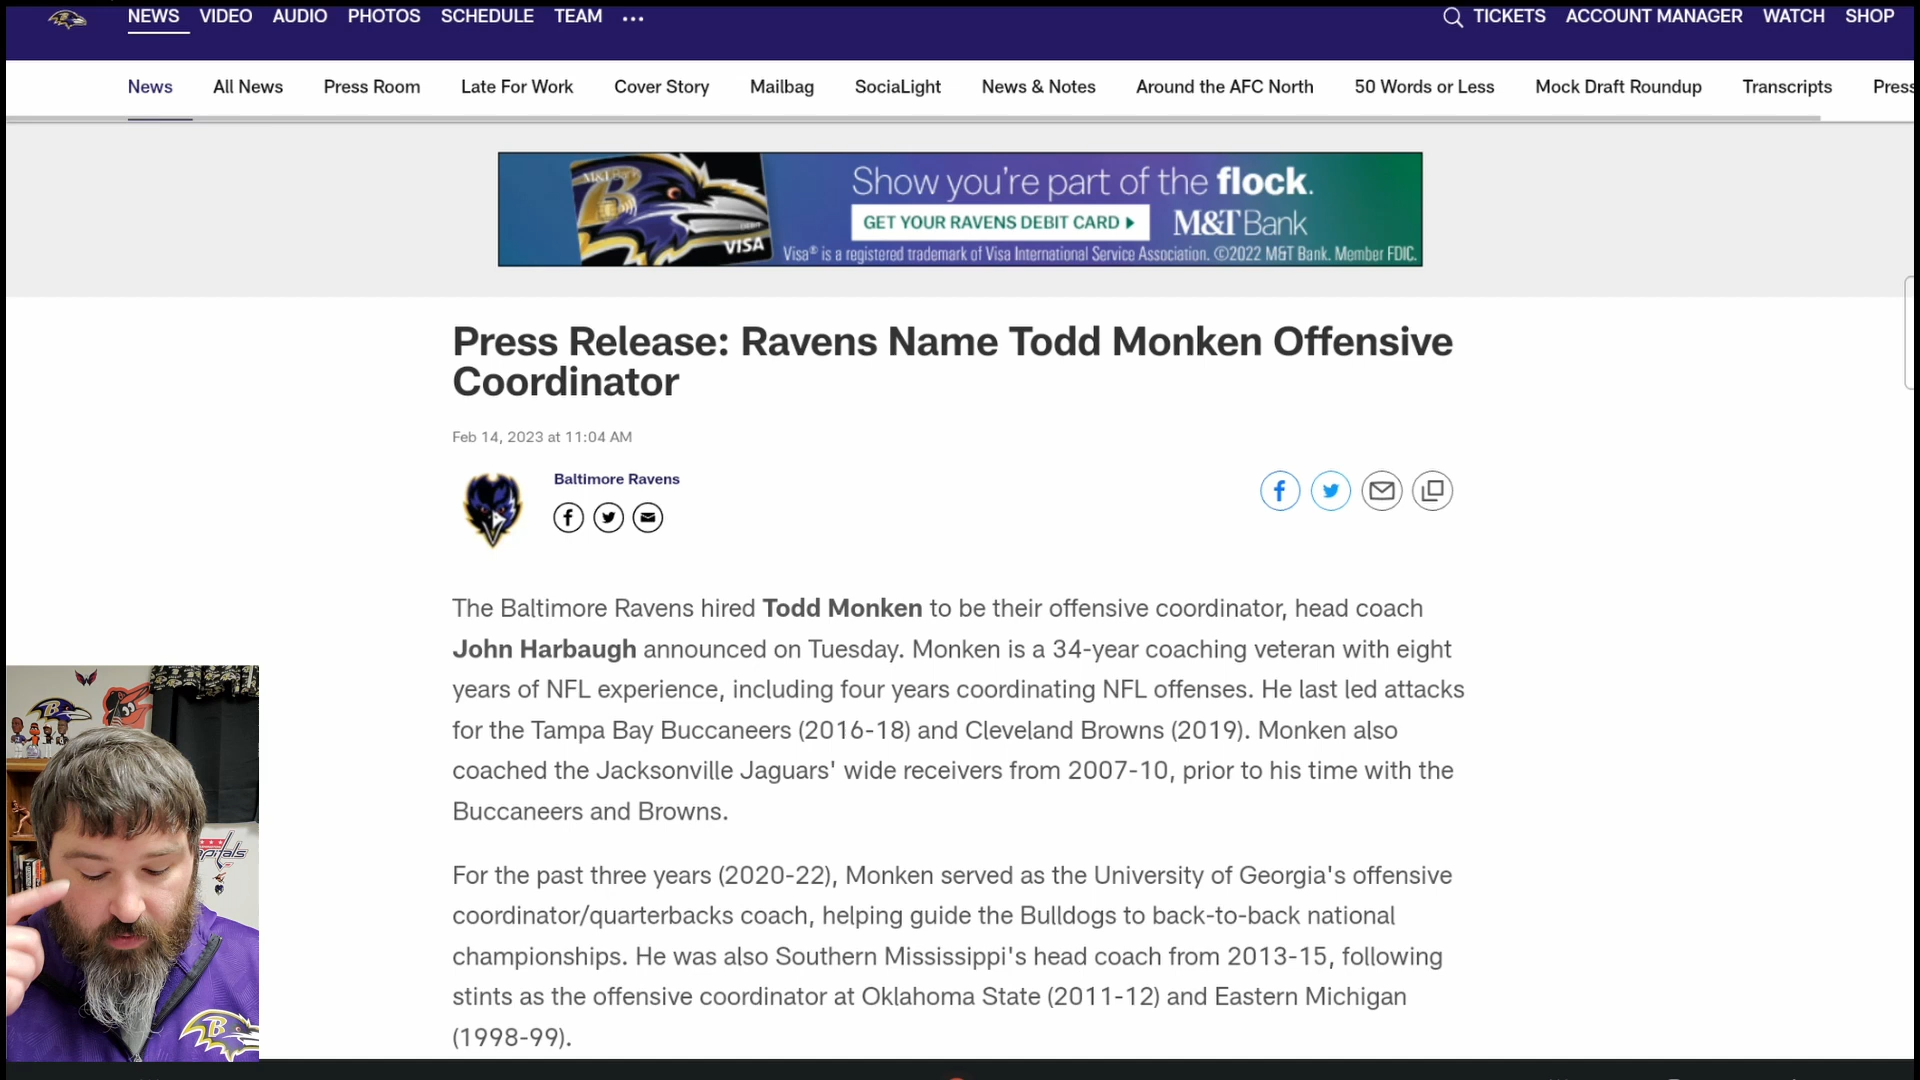 NEWS VIDEO AUDIO PHOTOS SCHEDULE TEAM ... TICKETS ACCOUNT MANAGER WATCH SHOP
News All News Press Room Late For Work Cover Story Mailbag SociaLight News & Notes Around the AFC North 50 Words or Less Mock Draft Roundup Transcripts Press
M&T Bank
B
VISA
Show you're part of the flock.
GET YOUR RAVENS DEBIT CARD
M&T Bank
Visa® is a registered trademark of Visa International Service Association. ©2022 M&T Bank. Member FDIC.
Press Release: Ravens Name Todd Monken Offensive
Coordinator
Feb 14, 2023 at 11:04 AM
Baltimore Ravens
The Baltimore Ravens hired Todd Monken to be their offensive coordinator, head coach
John Harbaugh announced on Tuesday. Monken is a 34-year coaching veteran with eight
years of NFL experience, including four years coordinating NFL offenses. He last led attacks
for the Tampa Bay Buccaneers (2016-18) and Cleveland Browns (2019). Monken also
coached the Jacksonville Jaguars' wide receivers from 2007-10, prior to his time with the
Buccaneers and Browns.
For the past three years (2020-22), Monken served as the University of Georgia's offensive
coordinator/quarterbacks coach, helping guide the Bulldogs to back-to-back national
championships. He was also Southern Mississippi's head coach from 2013-15, following
stints as the offensive coordinator at Oklahoma State (2011-12) and Eastern Michigan
(1998-99).
B
B